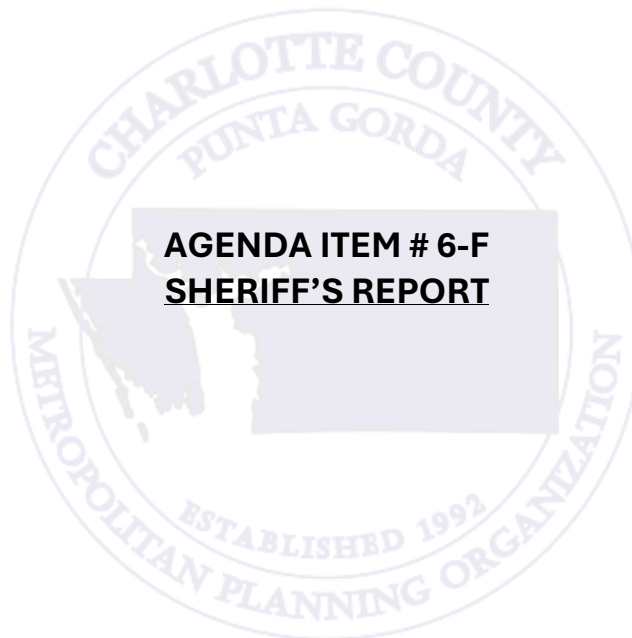 CHARLOTTE COUNTY
PUNTA GORDA
AGENDA ITEM # 6-F
SHERIFF’S REPORT
ESTABLISHED 1992
METROPOLITAN PLANNING ORGANIZATION